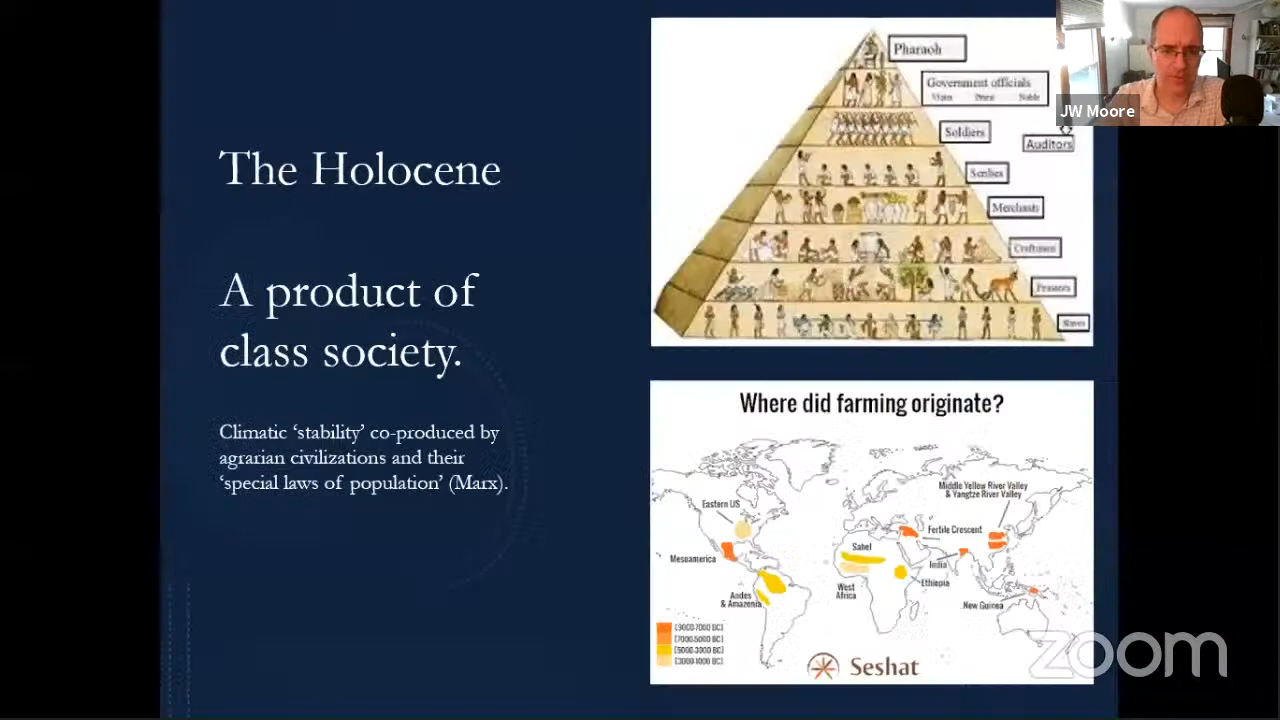 The Holocene
A product of
class society.
Climatic ‘stability’ co-produced by
agrarian civilizations and their
‘special laws of population’ (Marx).
Pharaoh
Government officials
Priest Noble
Soldiers
Auditors
Scribes
Merchants
Craftsmen
Peasants
Slaves
JW Moore
Where did farming originate?
Middle Yellow River Valley
& Yangtze River Valley
Eastern US
Fertile Crescent
Sahel
Mesoamerica
India
Ethiopia
West
Africa
Andes
& Amazonia
New Guinea
(9000-7000 BC)
(7000-5000 BC)
(5000-3000 BC)
(3000-1000 BC)
Seshat
zoom